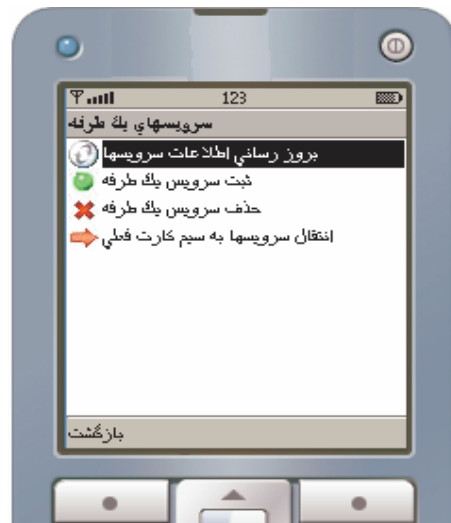 123
سرويسهاي يك طرفه
بروز رساني اطلاعات سرويسها
ثبت سرويس يك طرفه
حذف سرويس يك طرفه
انتقال سرويسها به سيم كارت فعلي
بازگشت